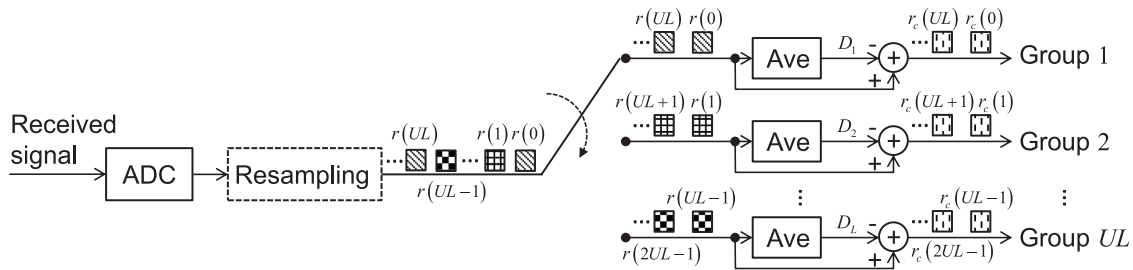 Received
signal
ADC
Resampling
r(UL)
r(1) r(0)
... ...
r(UL−1)
r(UL) r(0)
...
Ave
D₁
-
+
+
r_c(UL) r_c(0)
...
Group 1
r(UL+1) r(1)
...
Ave
D₂
-
+
+
r_c(UL+1) r_c(1)
...
Group 2
⋮
⋮
r(UL−1)
...
r(2UL−1)
Ave
D_L
-
+
+
r_c(UL−1)
...
r_c(2UL−1)
Group UL